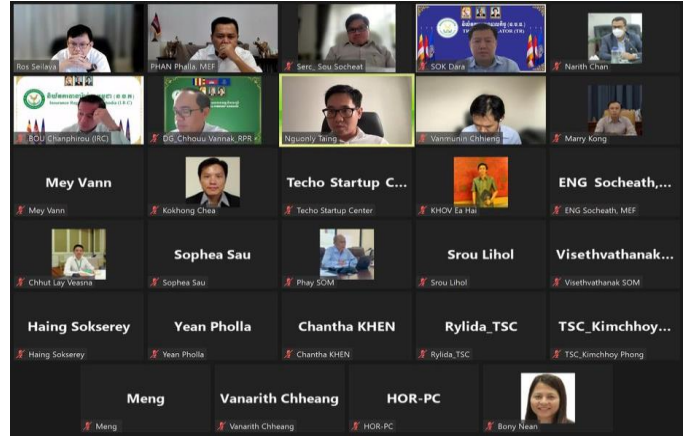 Ros Seilaya
PHAN Phalla, MEF
Serc_ Sou Socheat
SOK Dara
Narith Chan
BOU Chanphirou (IRC)
DG_Chhouu Vannak_RPR
Nguonly Taing
Vanmunin Chhieng
Marry Kong
Mey Vann
Techo Startup C...
ENG Socheath,...
Mey Vann
Kokhong Chea
Techo Startup Center
KHOV Ea Hai
ENG Socheath, MEF
Sophea Sau
Srou Lihol
Visethvathanak...
Chhut Lay Veasna
Sophea Sau
Phay SOM
Srou Lihol
Visethvathanak SOM
Haing Sokserey
Yean Pholla
Chantha KHEN
Rylida_TSC
TSC_Kimchhoy...
Haing Sokserey
Yean Pholla
Chantha KHEN
Rylida_TSC
TSC_Kimchhoy Phong
Meng
Vanarith Chheang
HOR-PC
Meng
Vanarith Chheang
HOR-PC
Bony Nean